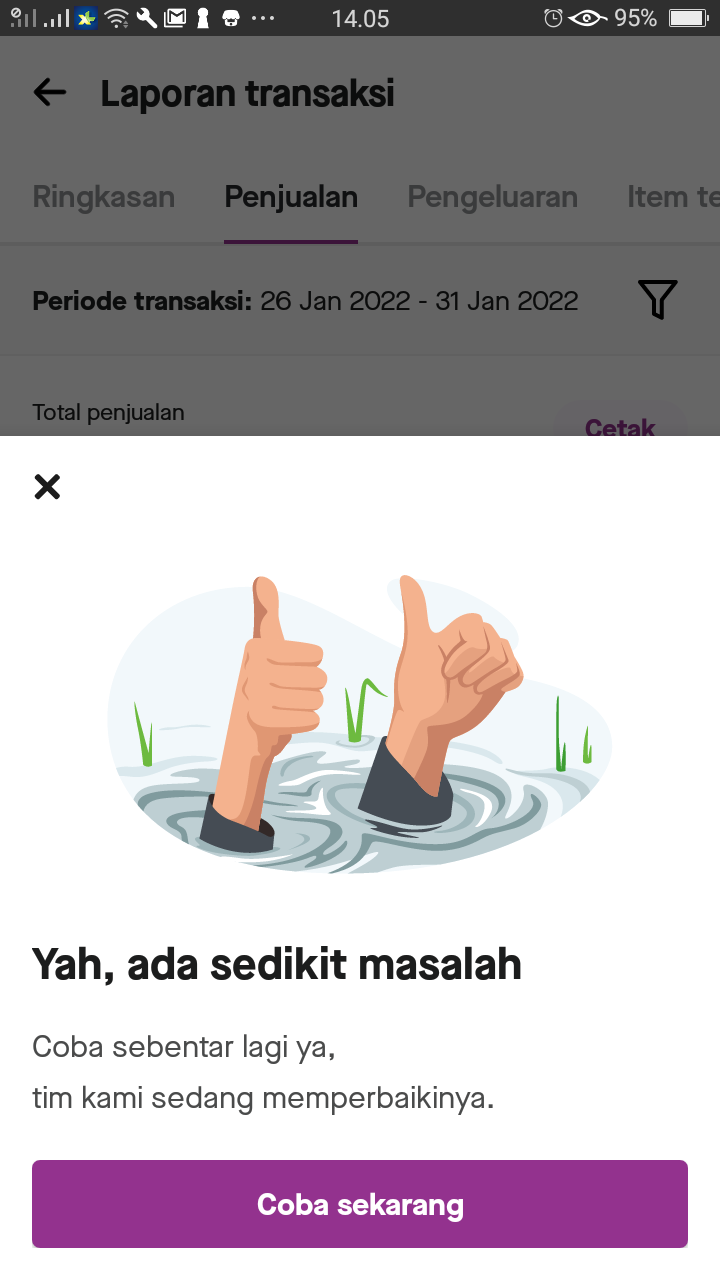 14.05
95%
Laporan transaksi
Ringkasan Penjualan Pengeluaran Item te
Periode transaksi: 26 Jan 2022 - 31 Jan 2022
Total penjualan
Cetak
Yah, ada sedikit masalah
Coba sebentar lagi ya,
tim kami sedang memperbaikinya.
Coba sekarang